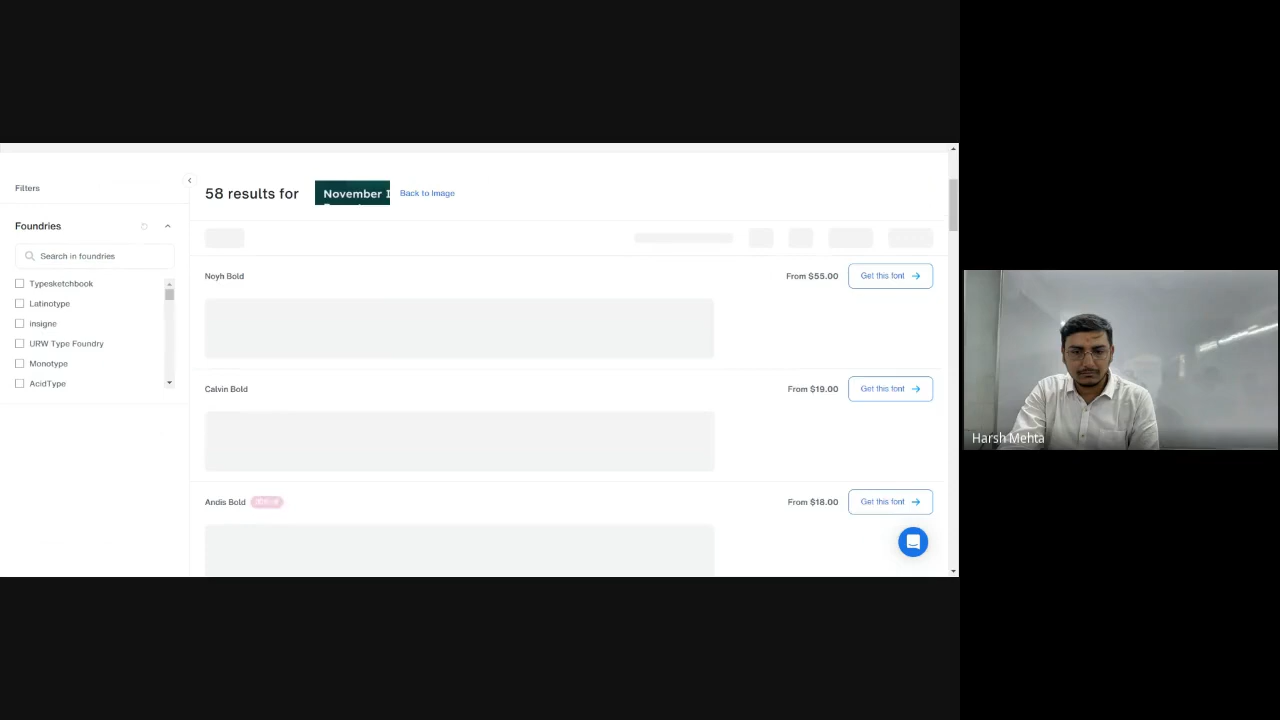 Filters
58 results for
November I
Back to Image
Foundries
Search in foundries
Typesketchbook
Latinotype
insigne
URW Type Foundry
Monotype
AcidType
Noyh Bold
From $55.00
Get this font
Calvin Bold
From $19.00
Get this font
Andis Bold
From $18.00
Get this font
Harsh Mehta